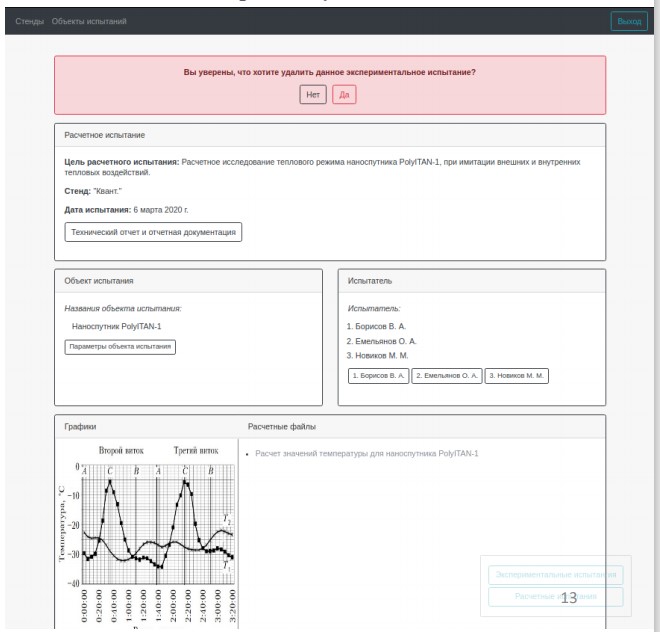 Стенды Объекты испытаний
Выход
Вы уверены, что хотите удалить данное экспериментальное испытание?
Нет Да
Расчетное испытание
Цель расчетного испытания: Расчетное исследование теплового режима наноспутника PolyITAN-1, при имитации внешних и внутренних
тепловых воздействий.
Стенд: "Квант."
Дата испытания: 6 марта 2020 г.
Технический отчет и отчетная документация
Объект испытания
Названия объекта испытания:
Наноспутник PolyITAN-1
Параметры объекта испытания
Испытатель
Испытатель:
1. Борисов В. А.
2. Емельянов О. А.
3. Новиков М. М.
1. Борисов В. А. 2. Емельянов О. А. 3. Новиков М. М.
Графики
Расчетные файлы
Второй виток Третий виток
A C B A C B
Температура, °C
0
−10
−20
−30
−40
T2
T1
0:00:00 0:20:00 0:40:00 1:00:00 1:20:00 1:40:00 2:00:00 2:20:00 2:40:00 3:00:00 3:20:00
Расчет значений температуры для наноспутника PolyITAN-1
Экспериментальные испытания
Расчетные испытания
13